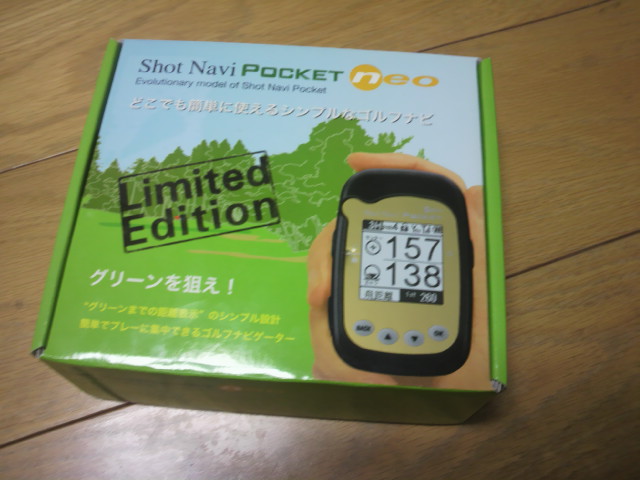 Shot Navi POCKET neo
Evolutionary model of Shot Navi Pocket
どこでも簡単に使えるシンプルなゴルフナビ
Limited
Edition
157
138
260
グリーンを狙え！
"グリーンまでの距離表示"のシンプル設計
簡単でプレーに集中できるゴルフナビゲーター